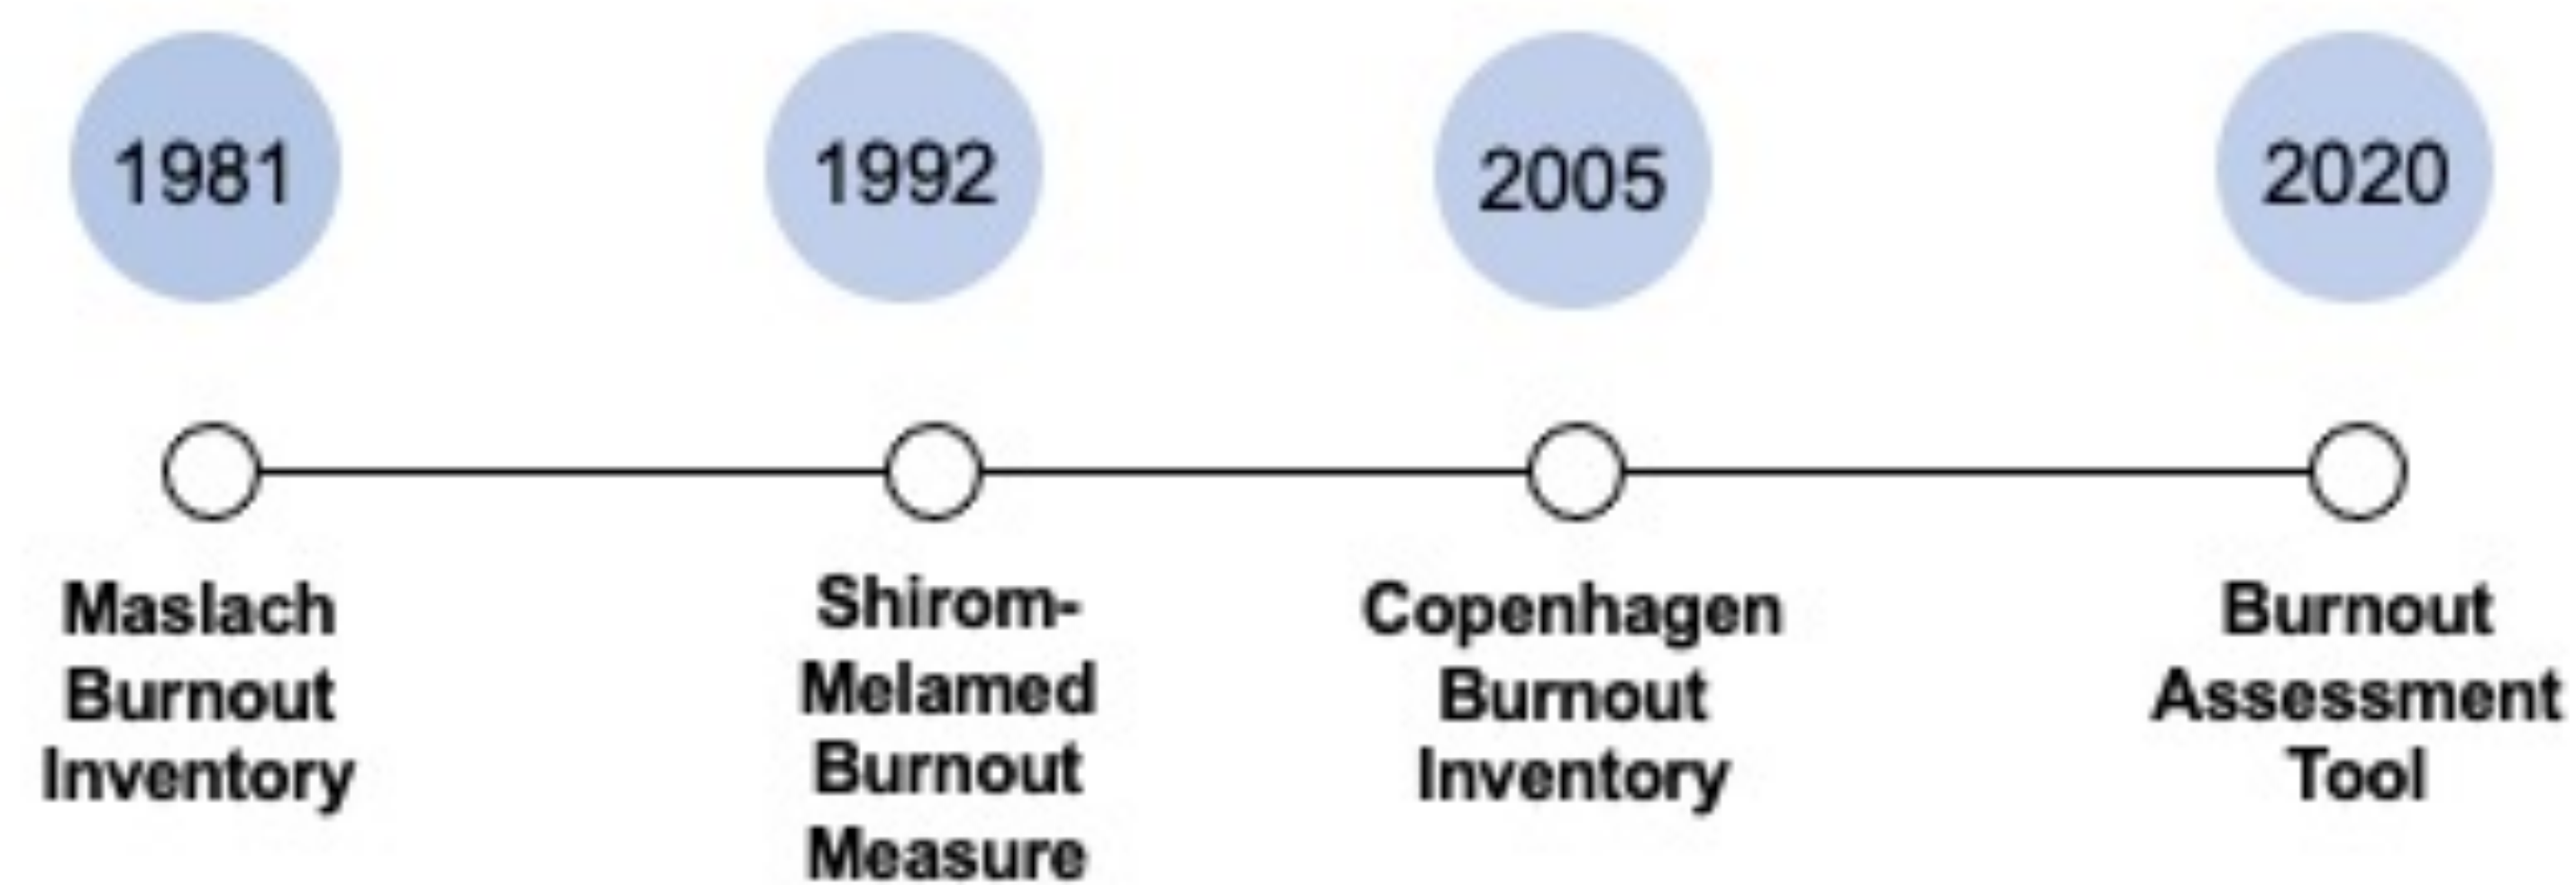 1981
1992
2005
2020
Maslach
Burnout
Inventory
Shirom-
Melamed
Burnout
Measure
Copenhagen
Burnout
Inventory
Burnout
Assessment
Tool